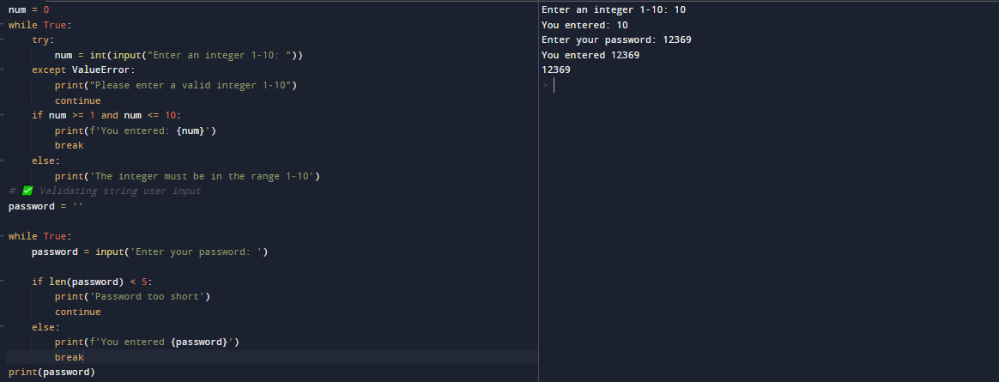 num = 0
while True:
    try:
        num = int(input("Enter an integer 1-10: "))
    except ValueError:
        print("Please enter a valid integer 1-10")
        continue
    if num >= 1 and num <= 10:
        print(f'You entered: {num}')
        break
    else:
        print('The integer must be in the range 1-10')
# ✅ Validating string user input
password = ''
while True:
    password = input('Enter your password: ')
    if len(password) < 5:
        print('Password too short')
        continue
    else:
        print(f'You entered {password}')
        break
print(password)
Enter an integer 1-10: 10
You entered: 10
Enter your password: 12369
You entered 12369
12369
>